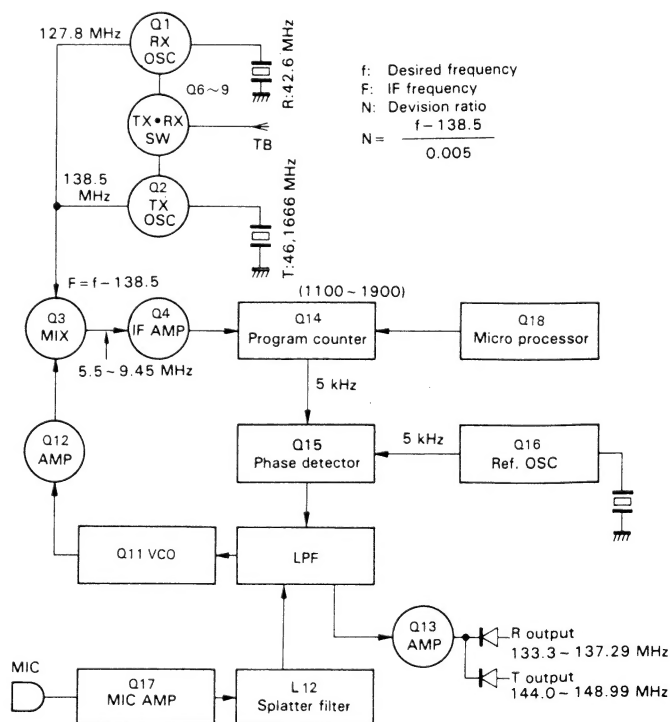 127.8 MHz
Q1
RX
OSC
R:42.6 MHz
Q6~9
TX•RX
SW
TB
138.5
MHz
Q2
TX
OSC
T:46.1666 MHz
f: Desired frequency
F: IF frequency
N: Devision ratio
N= f-138.5
0.005
F=f-138.5
Q3
MIX
Q4
IF AMP
5.5~9.45 MHz
(1100~1900)
Q14
Program counter
Q18
Micro processor
5 kHz
Q15
Phase detector
5 kHz
Q16
Ref. OSC
Q12
AMP
Q11 VCO
LPF
Q13
AMP
R output
133.3~137.29 MHz
T output
144.0~148.99 MHz
MIC
Q17
MIC AMP
L12
Splatter filter